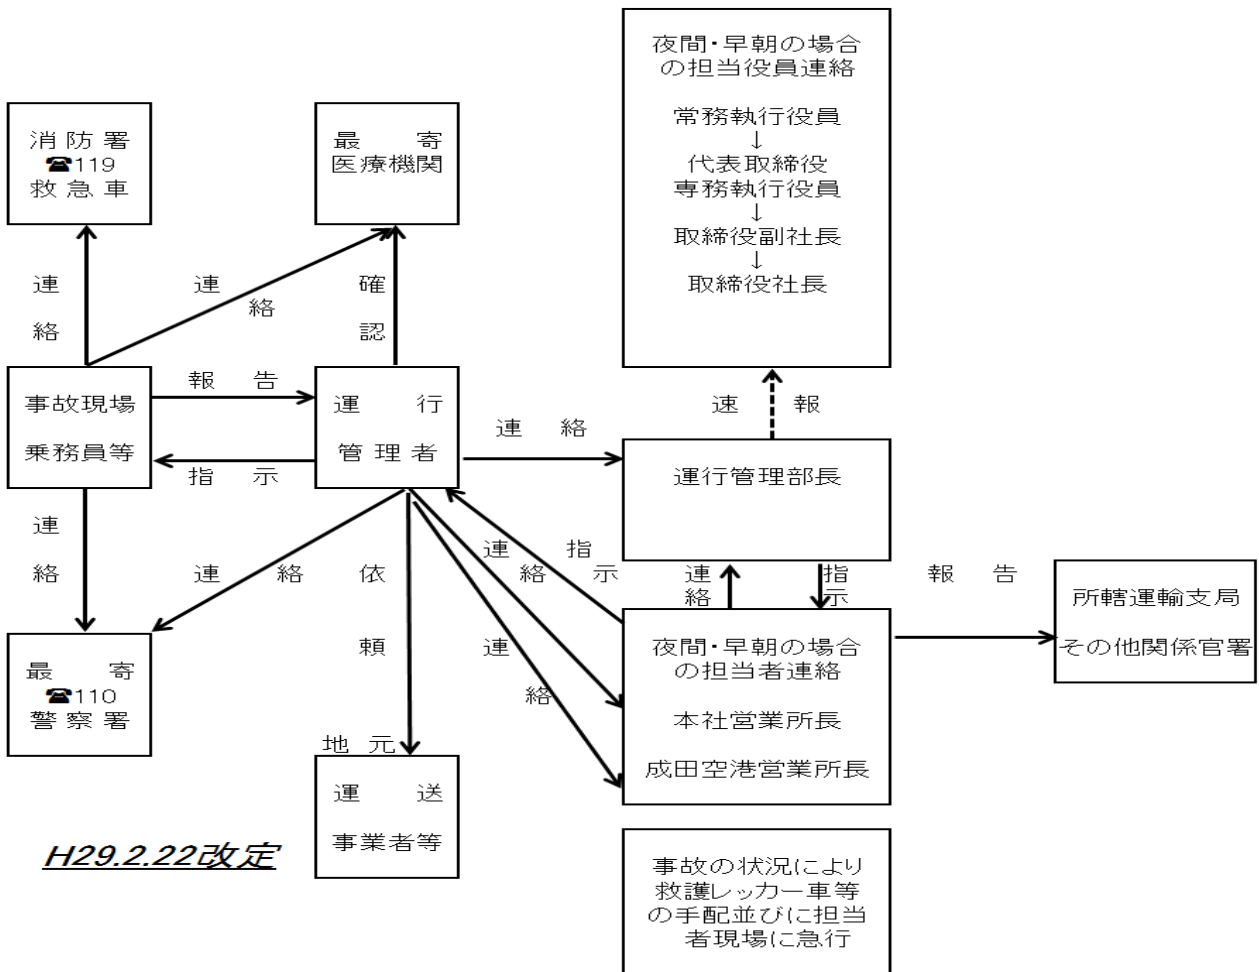 夜間・早朝の場合
の担当役員連絡
常務執行役員
↓
代表取締役
専務執行役員
↓
取締役副社長
↓
取締役社長
消防署
☎119
救急車
最　寄
医療機関
連絡
連絡
確認
事故現場
乗務員等
報　告
指　示
運　行
管理者
連　絡
速　報
運行管理部長
連絡
連絡
依頼
連絡
指示
連絡
連絡
指示
報　告
所轄運輸支局
その他関係官署
最　寄
☎110
警察署
夜間・早朝の場合
の担当者連絡
本社営業所長
成田空港営業所長
地元
運　送
事業者等
H29.2.22改定
事故の状況により
救護レッカー車等
の手配並びに担当
者現場に急行